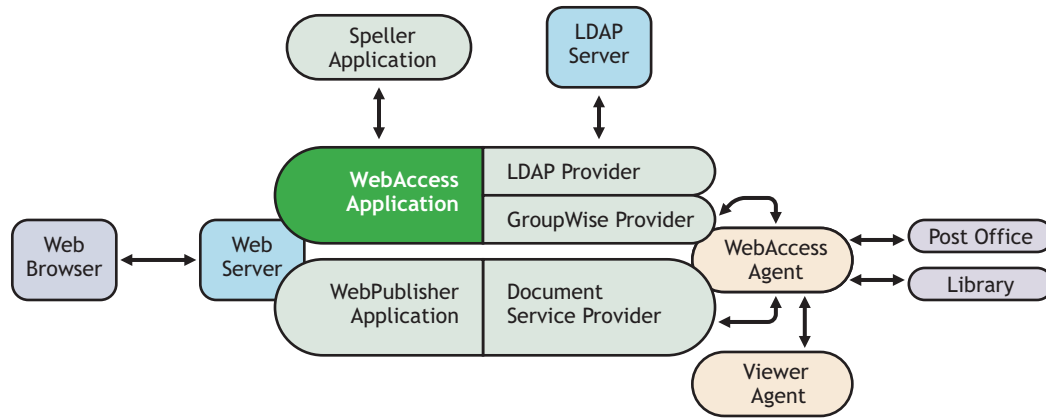 Speller
Application
LDAP
Server
WebAccess
Application
LDAP Provider
GroupWise Provider
Web
Browser
Web
Server
WebAccess
Agent
Post Office
Library
WebPublisher
Application
Document
Service Provider
Viewer
Agent